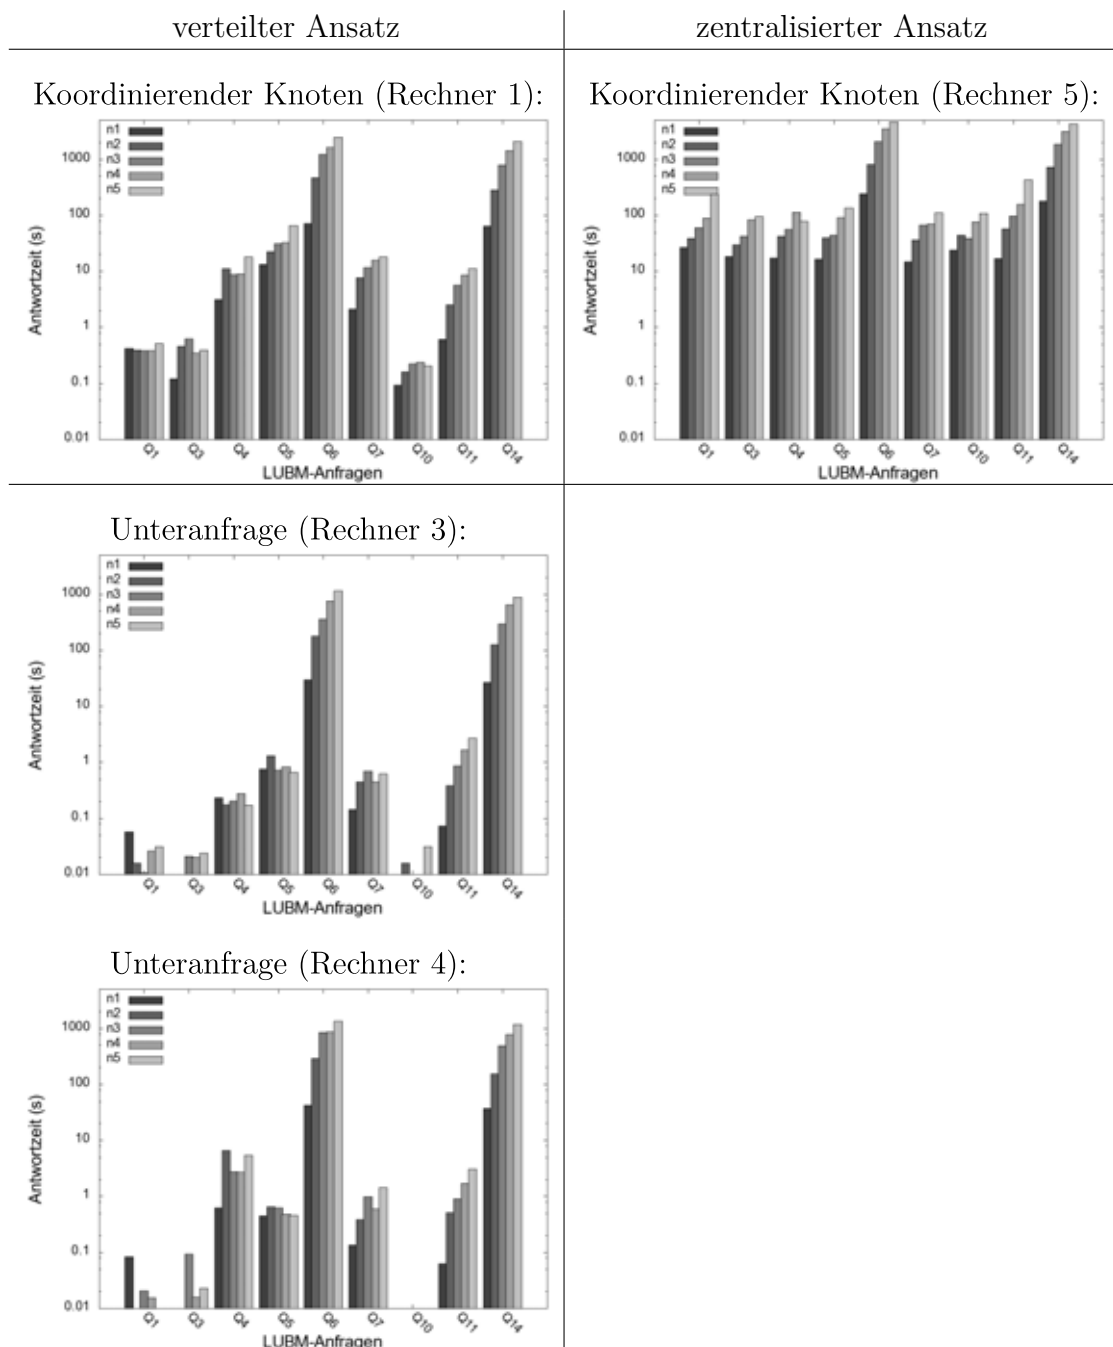 verteilter Ansatz
zentralisierter Ansatz
Koordinierender Knoten (Rechner 1):
n1
n2
n3
n4
n5
1000
100
10
1
0.1
0.01
Antwortzeit (s)
Q1 Q3 Q4 Q5 Q6 Q7 Q10 Q11 Q14
LUBM-Anfragen
Koordinierender Knoten (Rechner 5):
n1
n2
n3
n4
n5
1000
100
10
1
0.1
0.01
Antwortzeit (s)
Q1 Q3 Q4 Q5 Q6 Q7 Q10 Q11 Q14
LUBM-Anfragen
Unteranfrage (Rechner 3):
n1
n2
n3
n4
n5
1000
100
10
1
0.1
0.01
Antwortzeit (s)
Q1 Q3 Q4 Q5 Q6 Q7 Q10 Q11 Q14
LUBM-Anfragen
Unteranfrage (Rechner 4):
n1
n2
n3
n4
n5
1000
100
10
1
0.1
0.01
Antwortzeit (s)
Q1 Q3 Q4 Q5 Q6 Q7 Q10 Q11 Q14
LUBM-Anfragen